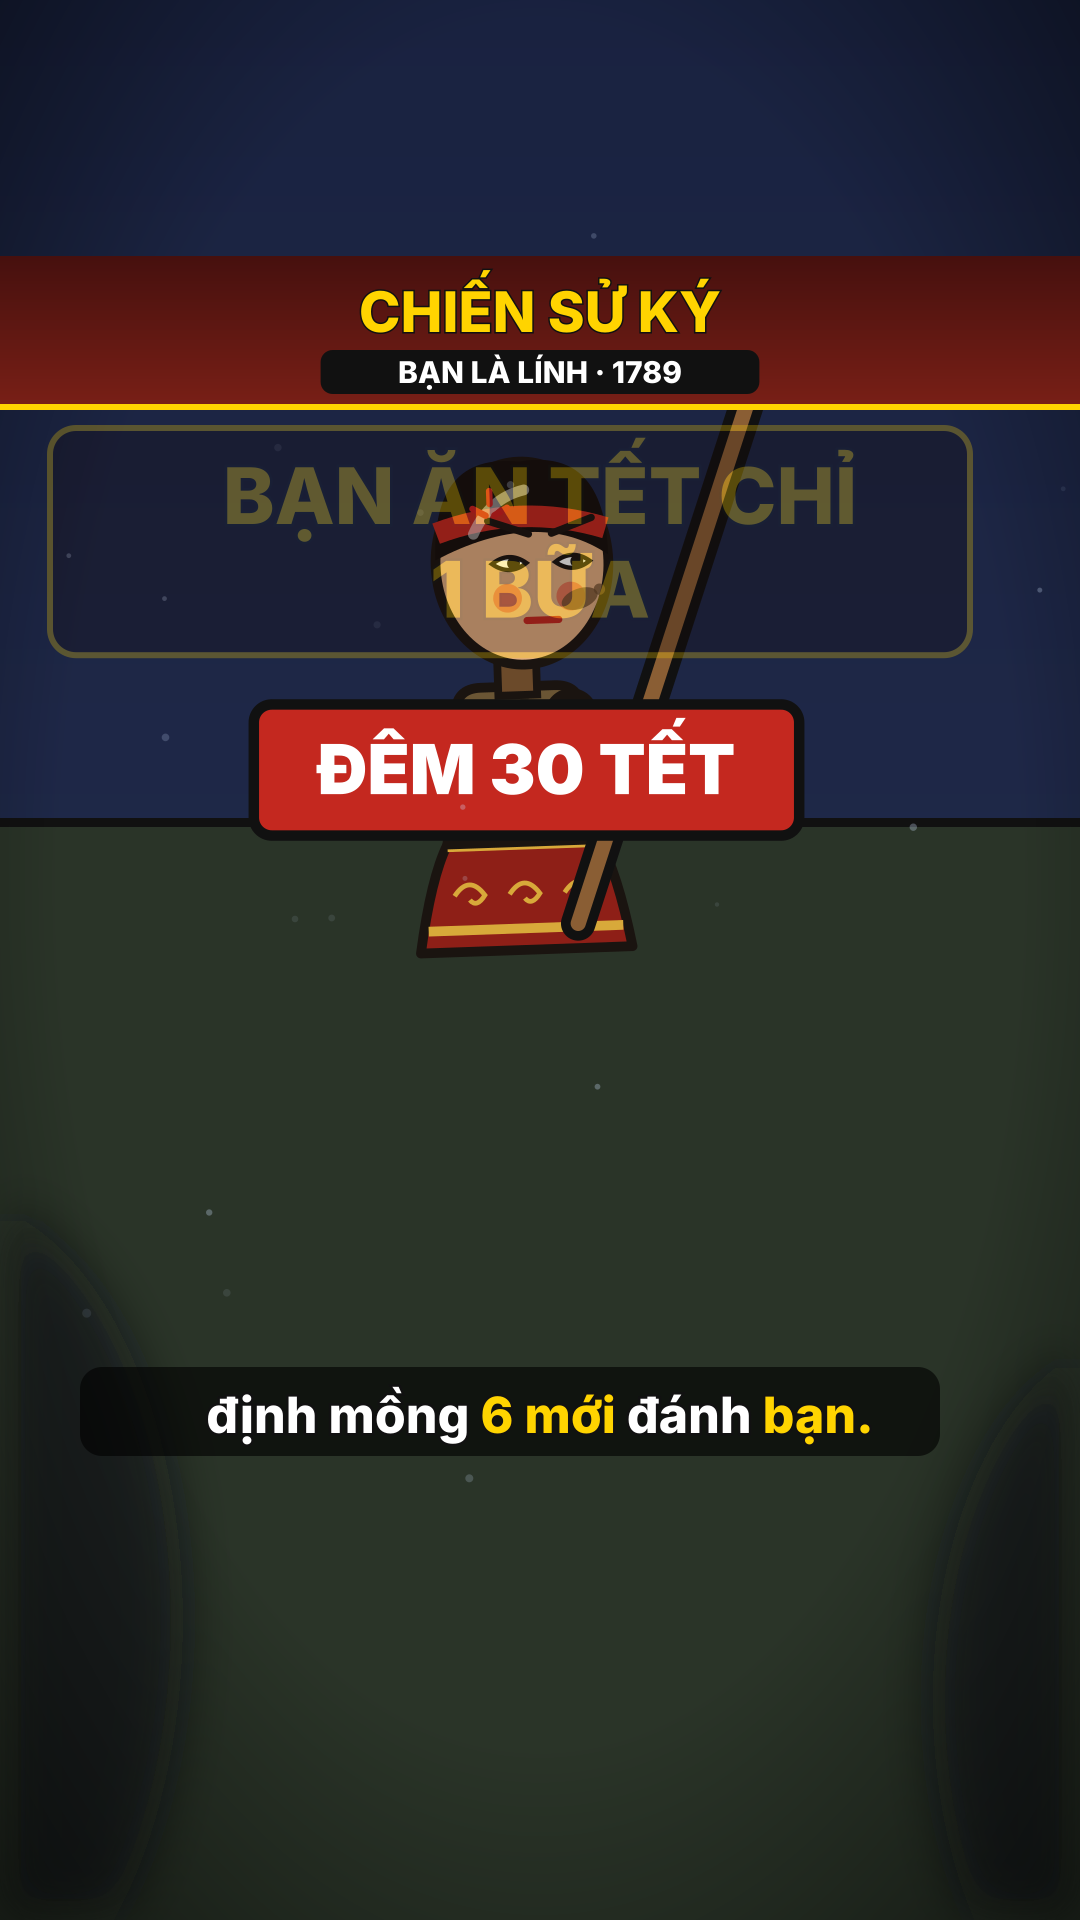 CHIẾN SỬ KÝ
BẠN LÀ LÍNH · 1789
BẠN ĂN TẾT CHỈ
1 BỮA
ĐÊM 30 TẾT
định mồng 6 mới đánh bạn.